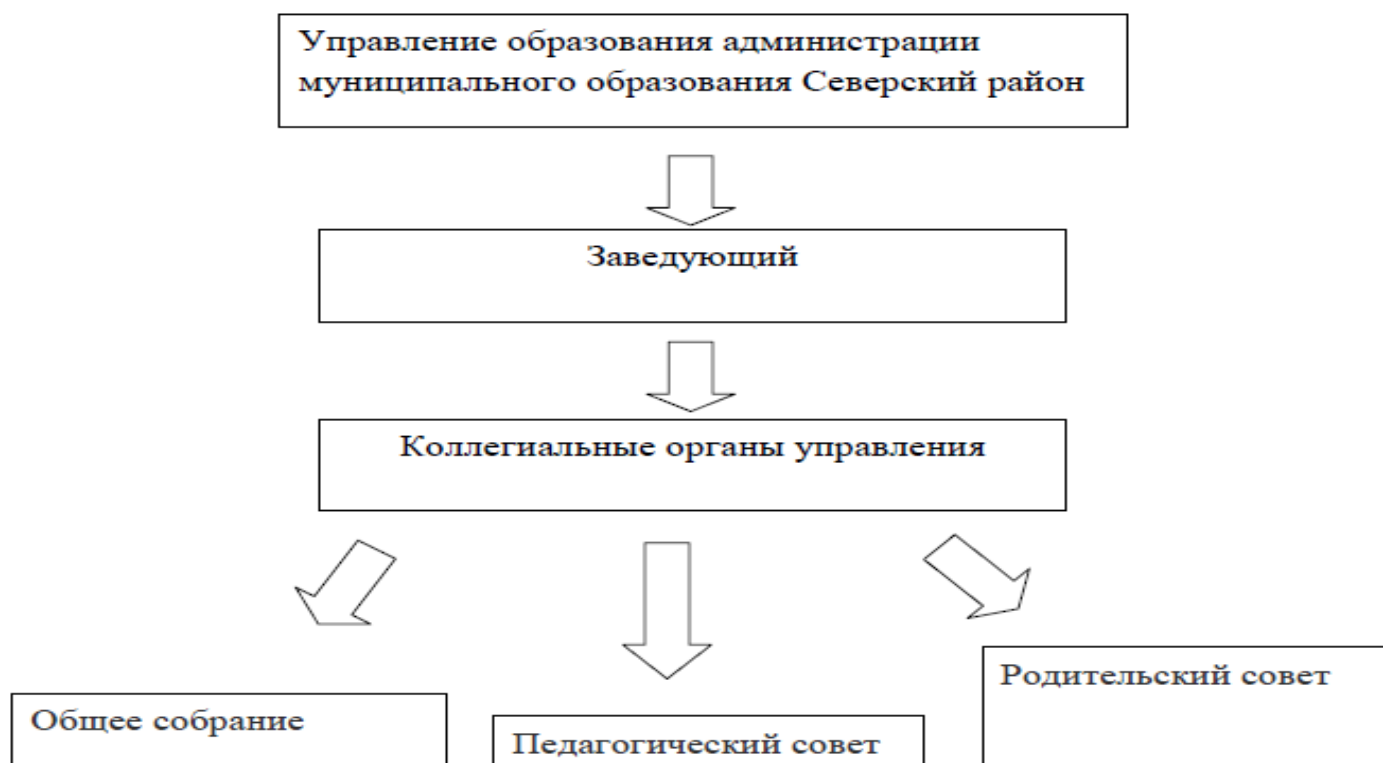 Управление образования администрации
муниципального образования Северский район
Заведующий
Коллегиальные органы управления
Общее собрание
Педагогический совет
Родительский совет